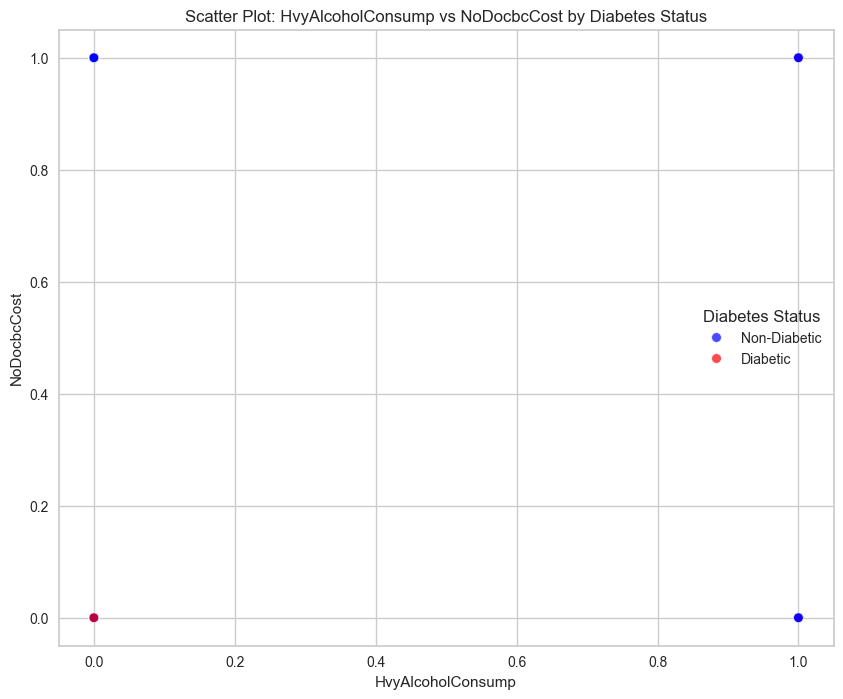 Scatter Plot: HvyAlcoholConsump vs NoDocbcCost by Diabetes Status
1.0
0.8
0.6
0.4
0.2
0.0
NoDocbcCost
Diabetes Status
Non-Diabetic
Diabetic
0.0
0.2
0.4
0.6
0.8
1.0
HvyAlcoholConsump